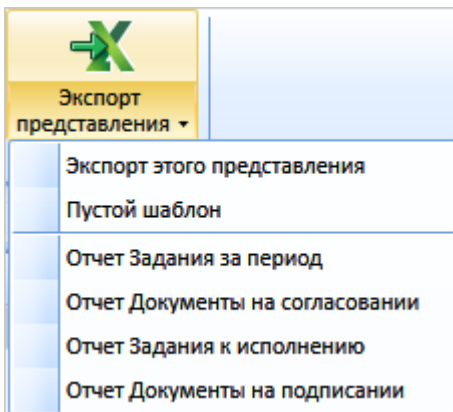 Экспорт
представления
Экспорт этого представления
Пустой шаблон
Отчет Задания за период
Отчет Документы на согласовании
Отчет Задания к исполнению
Отчет Документы на подписании